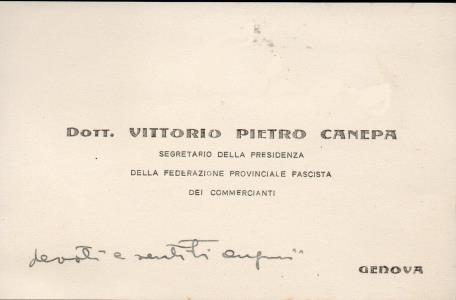 Dott. VITTORIO PIETRO CANEPA
SEGRETARIO DELLA PRESIDENZA
DELLA FEDERAZIONE PROVINCIALE FASCISTA
DEI COMMERCIANTI
devoti e sentiti auguri
GENOVA